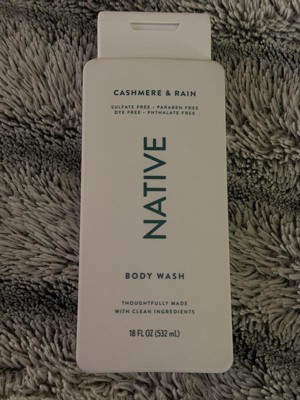 CASHMERE & RAIN
SULFATE FREE • PARABEN FREE
DYE FREE • PHTHALATE FREE
NATIVE
BODY WASH
THOUGHTFULLY MADE
WITH CLEAN INGREDIENTS
18 FL OZ (532 mL)